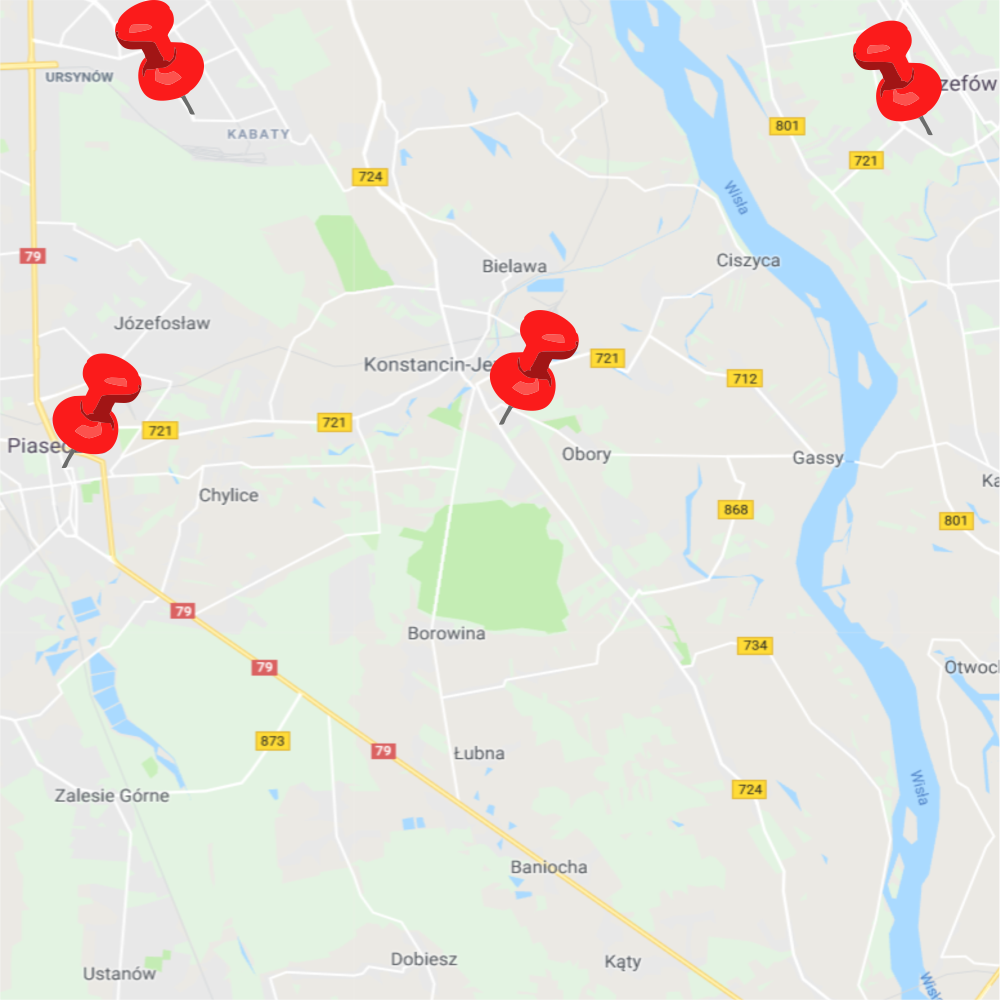 URSYNÓW
KABATY
zefów
801
721
724
Wisła
79
Bielawa
Ciszyca
Józefosław
Konstancin-Je
721
712
721
721
Piasec
Obory
Gassy
Chylice
868
Ka
801
79
Borowina
734
79
Otwock
873
79
Łubna
724
Wisła
Zalesie Górne
Baniocha
Ustanów
Dobiesz
Kąty
Wisła